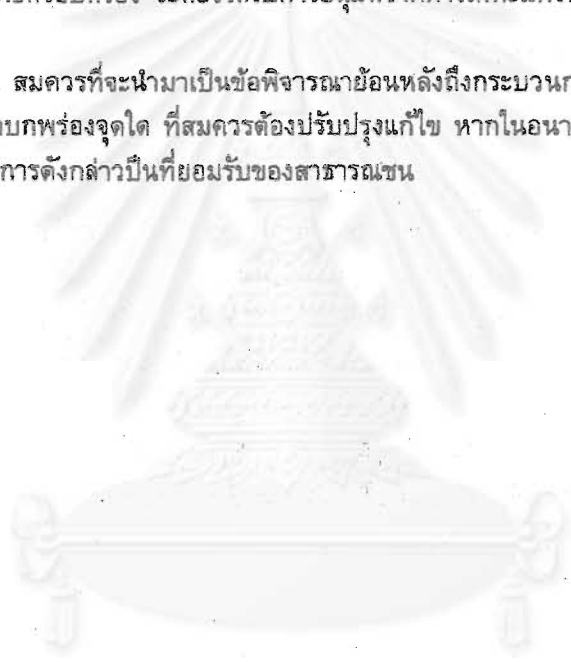 สมควรที่จะนำมาเป็นข้อพิจารณาย้อนหลังถึงกระบวนก
บกพร่องจุดใด ที่สมควรต้องปรับปรุงแก้ไข หากในอนา
การดังกล่าวป็นที่ยอมรับของสาธารณชน